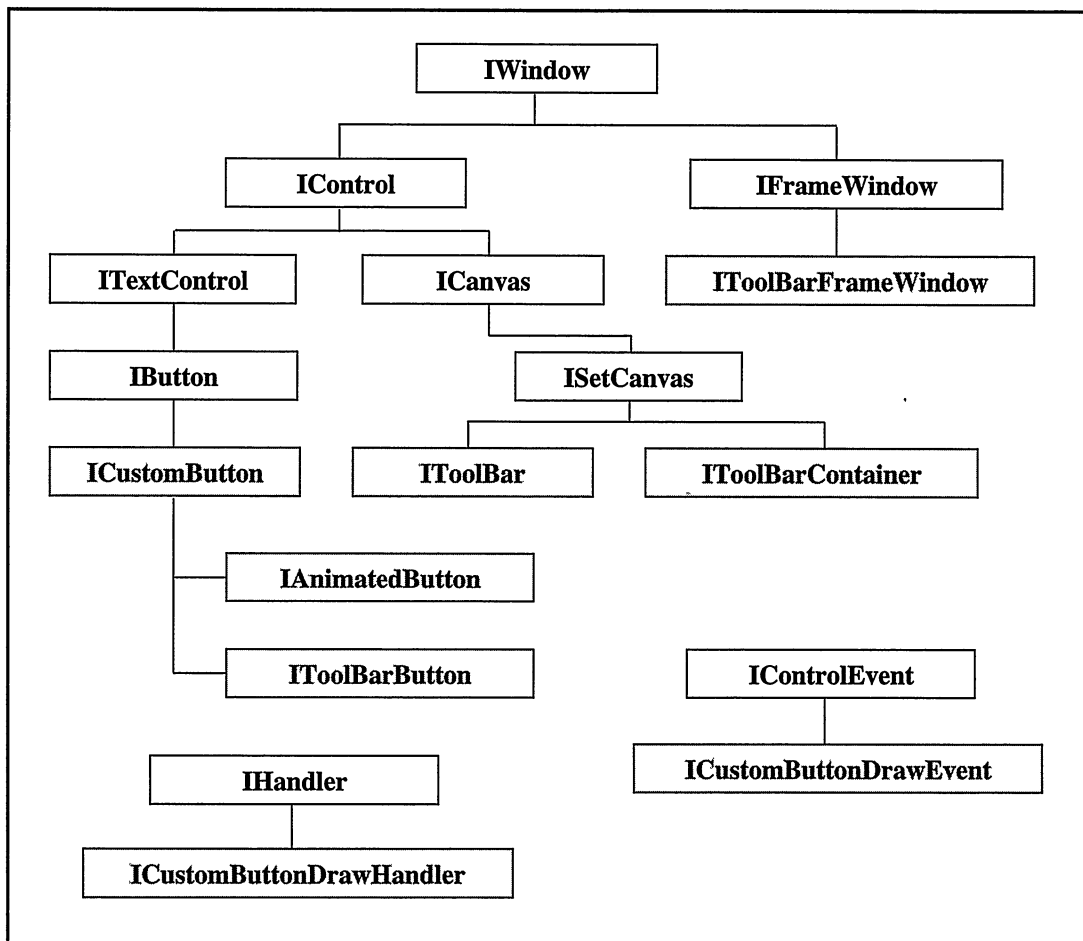 IWindow
IControl
IFrameWindow
ITextControl
ICanvas
IToolBarFrameWindow
IButton
ISetCanvas
ICustomButton
IToolBar
IToolBarContainer
IAnimatedButton
IToolBarButton
IControlEvent
ICustomButtonDrawEvent
IHandler
ICustomButtonDrawHandler